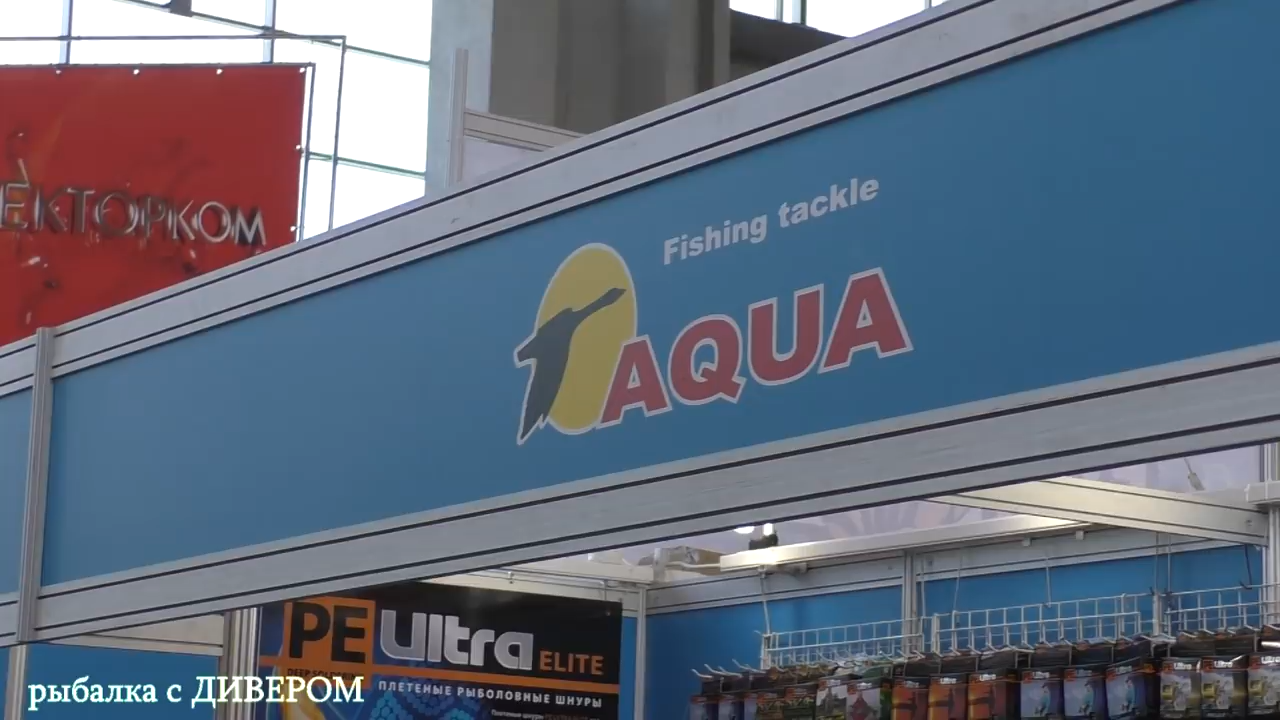 ЕКТОРКОМ
Fishing tackle
AQUA
PE Ultra ELITE
ПЛЕТЕНЫЕ РЫБОЛОВНЫЕ ШНУРЫ
рыбалка с ДИВЕРОМ